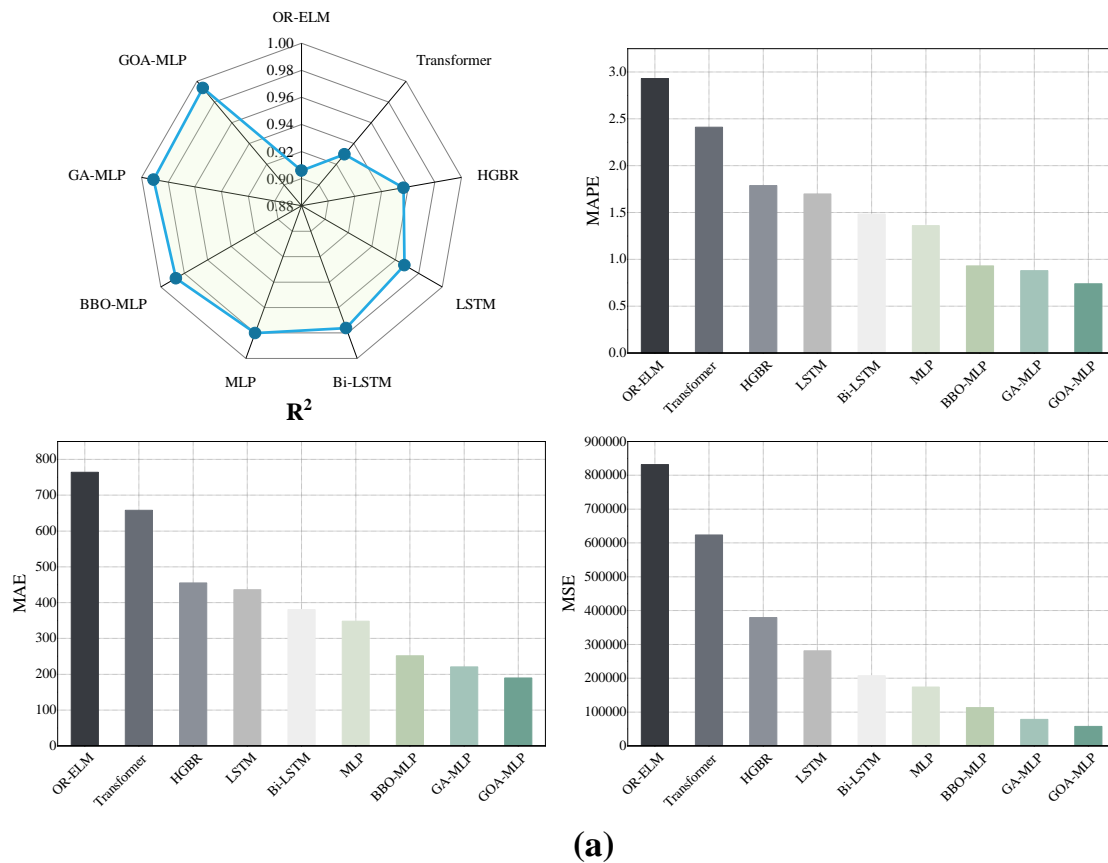 OR-ELM
Transformer
HGBR
LSTM
Bi-LSTM
MLP
BBO-MLP
GA-MLP
GOA-MLP
1.00
0.98
0.96
0.94
0.92
0.90
0.88
R²
MAPE
3.0
2.5
2.0
1.5
1.0
0.5
0.0
OR-ELM
Transformer
HGBR
LSTM
Bi-LSTM
MLP
BBO-MLP
GA-MLP
GOA-MLP
MAE
800
700
600
500
400
300
200
100
0
OR-ELM
Transformer
HGBR
LSTM
Bi-LSTM
MLP
BBO-MLP
GA-MLP
GOA-MLP
MSE
900000
800000
700000
600000
500000
400000
300000
200000
100000
0
OR-ELM
Transformer
HGBR
LSTM
Bi-LSTM
MLP
BBO-MLP
GA-MLP
GOA-MLP
(a)